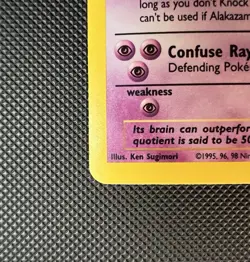 long as you don't Knock
can't be used if Alakazam
Confuse Ray
Defending Poké
weakness
Its brain can outperfor
quotient is said to be 50
Illus. Ken Sugimori ©1995, 96, 98 Nin